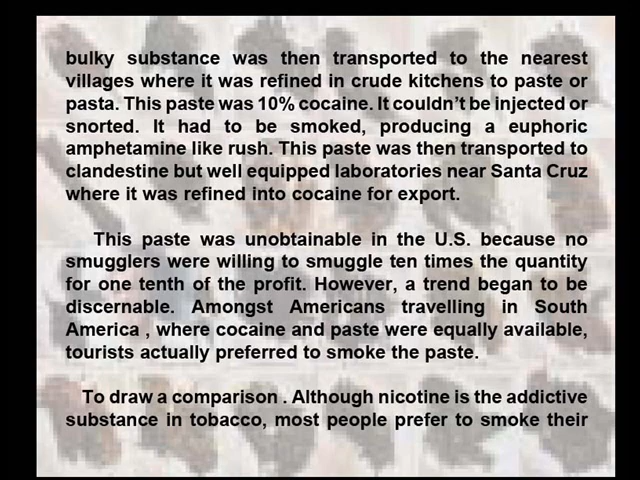 bulky substance was then transported to the nearest
villages where it was refined in crude kitchens to paste or
pasta. This paste was 10% cocaine. It couldn't be injected or
snorted. It had to be smoked, producing a euphoric
amphetamine like rush. This paste was then transported to
clandestine but well equipped laboratories near Santa Cruz
where it was refined into cocaine for export.
This paste was unobtainable in the U.S. because no
smugglers were willing to smuggle ten times the quantity
for one tenth of the profit. However, a trend began to be
discernable. Amongst Americans travelling in South
America , where cocaine and paste were equally available,
tourists actually preferred to smoke the paste.
To draw a comparison . Although nicotine is the addictive
substance in tobacco, most people prefer to smoke their